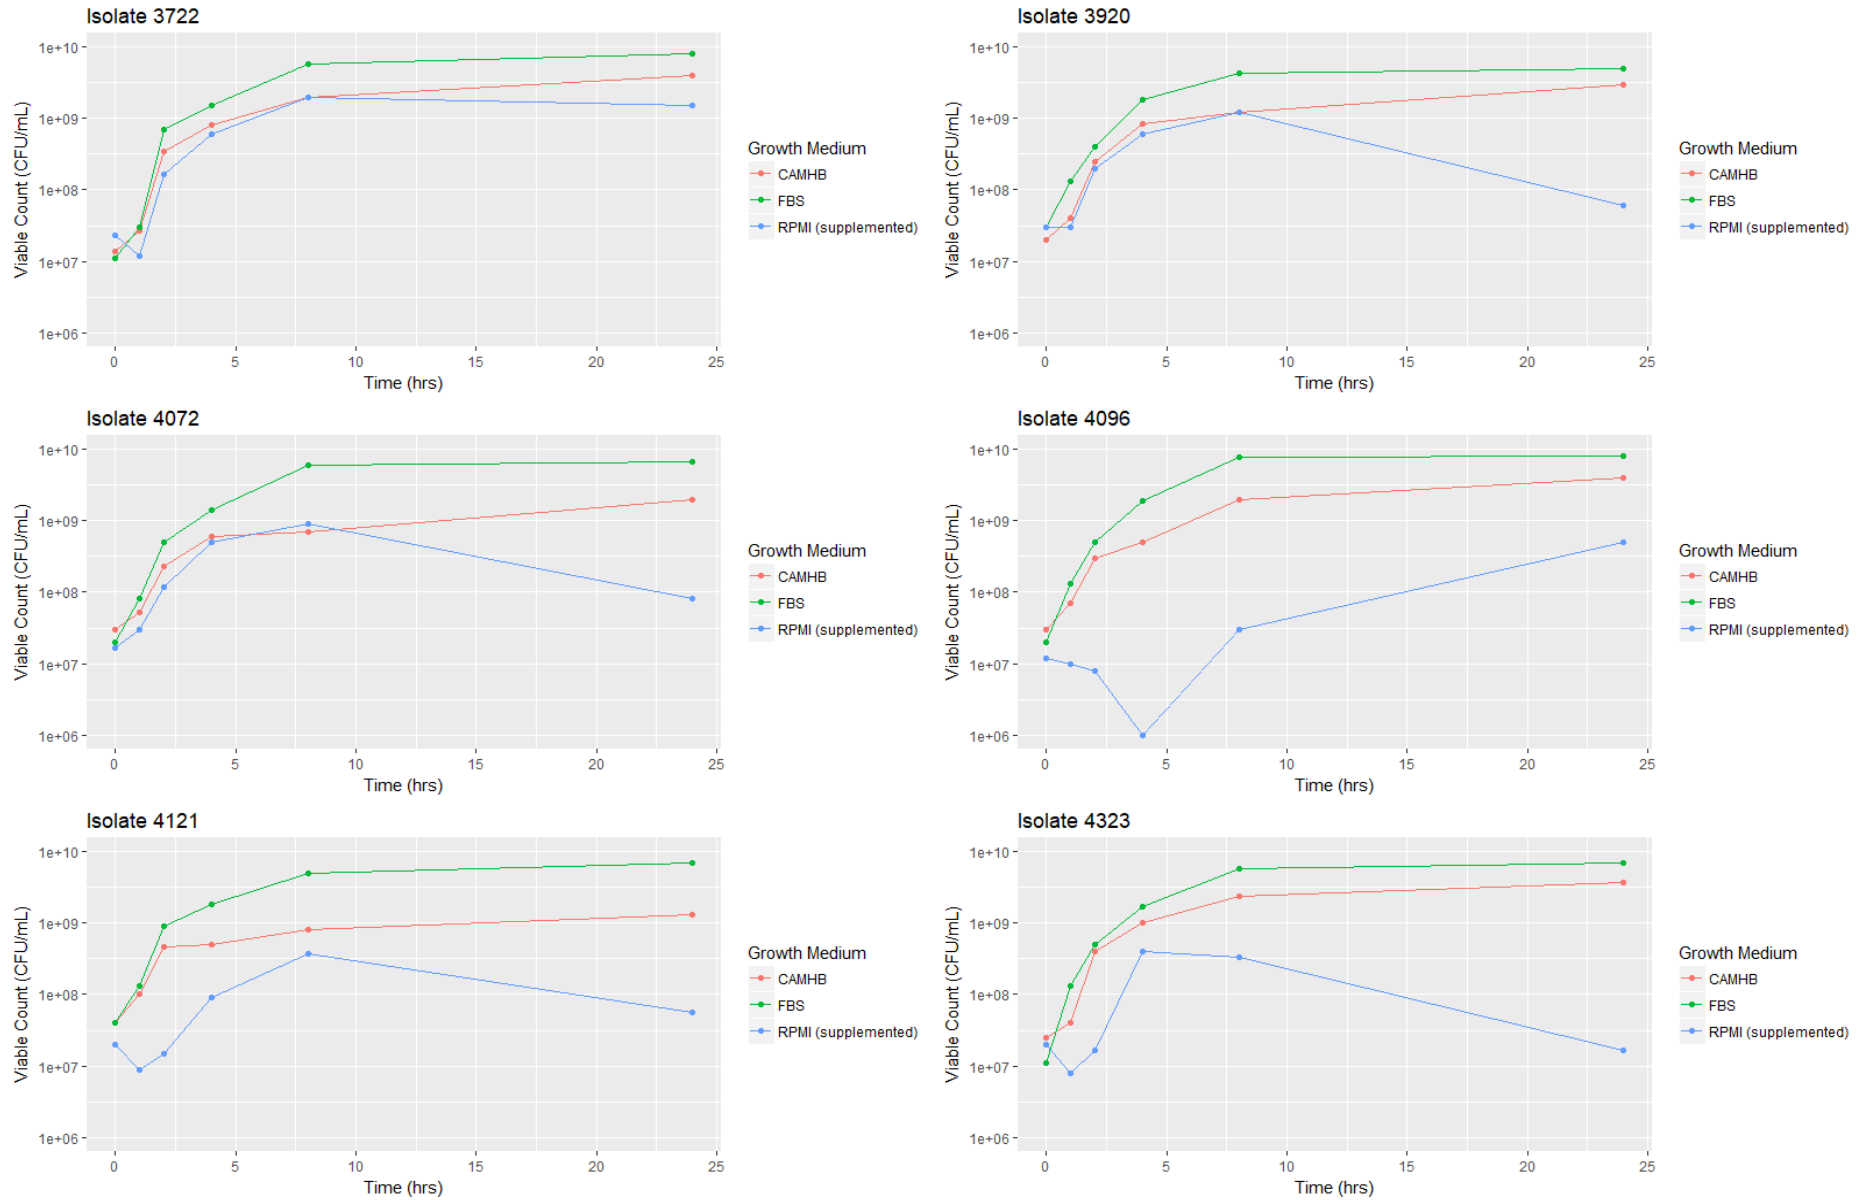 Isolate 3722
1e+10
1e+09
1e+08
1e+07
1e+06
Viable Count (CFU/mL)
0 5 10 15 20 25
Time (hrs)
Growth Medium
CAMHB
FBS
RPMI (supplemented)
Isolate 3920
1e+10
1e+09
1e+08
1e+07
1e+06
Viable Count (CFU/mL)
0 5 10 15 20 25
Time (hrs)
Growth Medium
CAMHB
FBS
RPMI (supplemented)
Isolate 4072
1e+10
1e+09
1e+08
1e+07
1e+06
Viable Count (CFU/mL)
0 5 10 15 20 25
Time (hrs)
Growth Medium
CAMHB
FBS
RPMI (supplemented)
Isolate 4096
1e+10
1e+09
1e+08
1e+07
1e+06
Viable Count (CFU/mL)
0 5 10 15 20 25
Time (hrs)
Growth Medium
CAMHB
FBS
RPMI (supplemented)
Isolate 4121
1e+10
1e+09
1e+08
1e+07
1e+06
Viable Count (CFU/mL)
0 5 10 15 20 25
Time (hrs)
Growth Medium
CAMHB
FBS
RPMI (supplemented)
Isolate 4323
1e+10
1e+09
1e+08
1e+07
1e+06
Viable Count (CFU/mL)
0 5 10 15 20 25
Time (hrs)
Growth Medium
CAMHB
FBS
RPMI (supplemented)